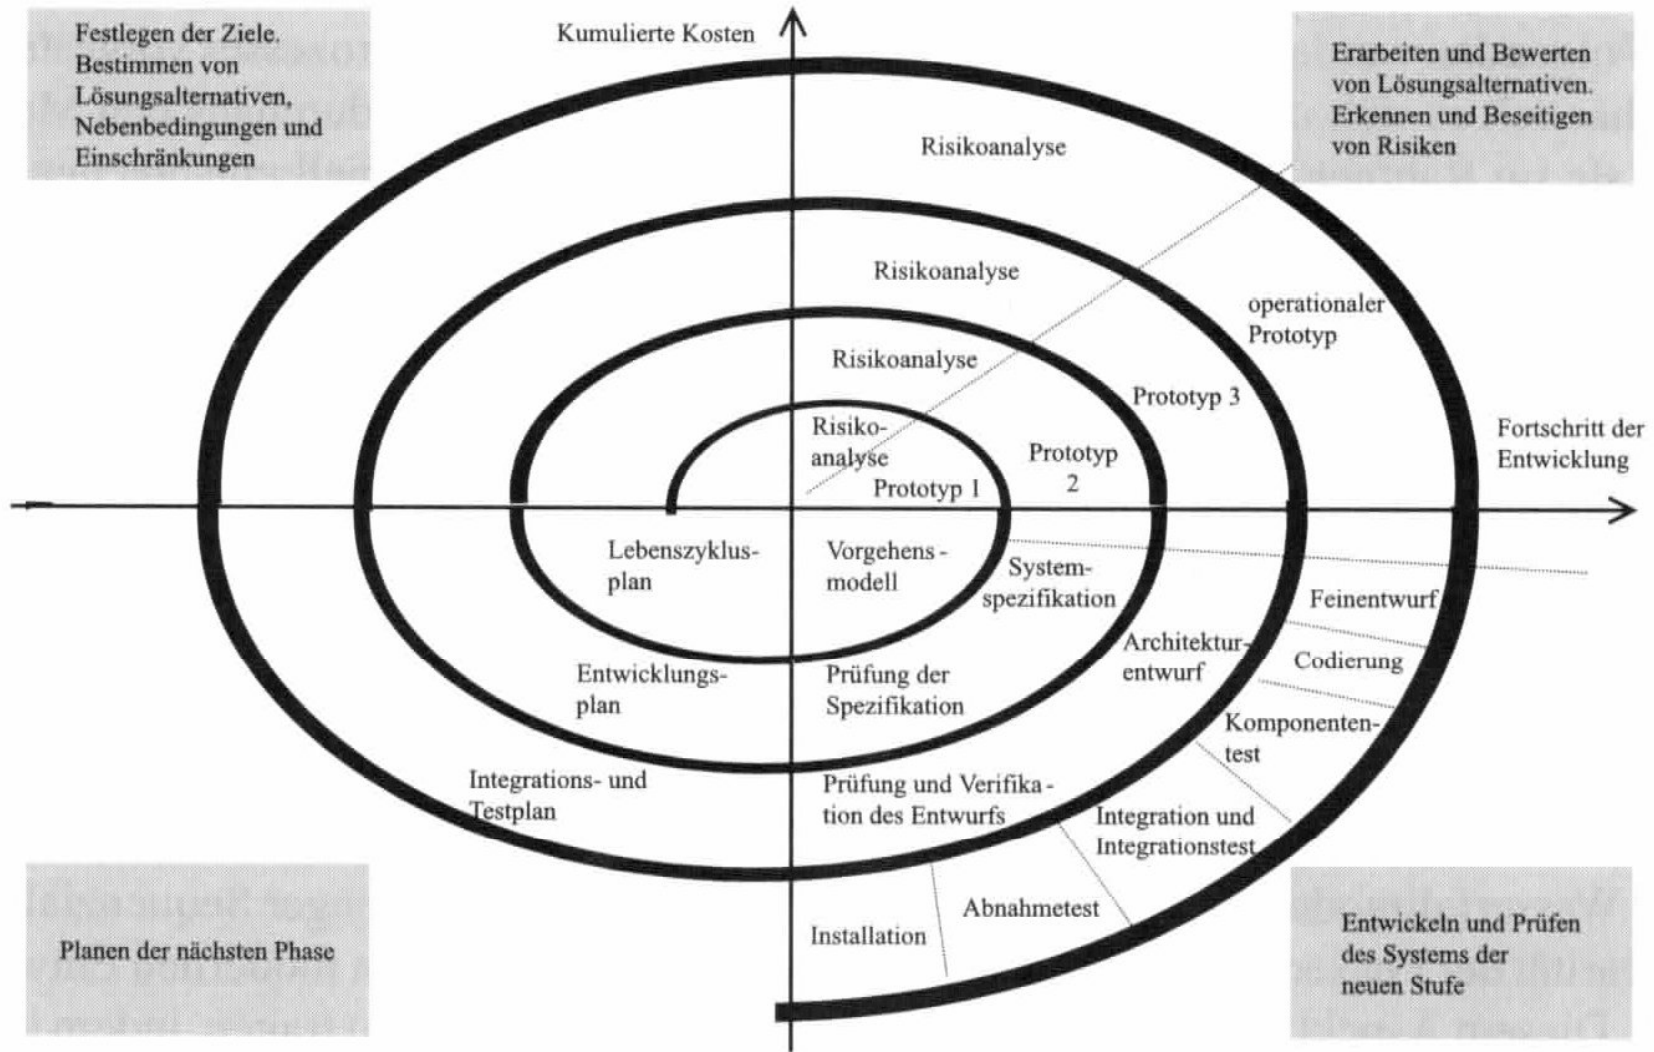 Festlegen der Ziele.
Bestimmen von
Lösungsalternativen,
Nebenbedingungen und
Einschränkungen
Kumulierte Kosten
Erarbeiten und Bewerten
von Lösungsalternativen.
Erkennen und Beseitigen
von Risiken
Risikoanalyse
Risikoanalyse
operationaler
Prototyp
Risikoanalyse
Prototyp 3
Risiko-
analyse
Prototyp
2
Prototyp 1
Fortschritt der
Entwicklung
Lebenszyklus-
plan
Vorgehens-
modell
System-
spezifikation
Feinentwurf
Architektur-
entwurf
Codierung
Entwicklungs-
plan
Prüfung der
Spezifikation
Komponenten-
test
Integrations- und
Testplan
Prüfung und Verifika-
tion des Entwurfs
Integration und
Integrationstest
Abnahmetest
Installation
Planen der nächsten Phase
Entwickeln und Prüfen
des Systems der
neuen Stufe